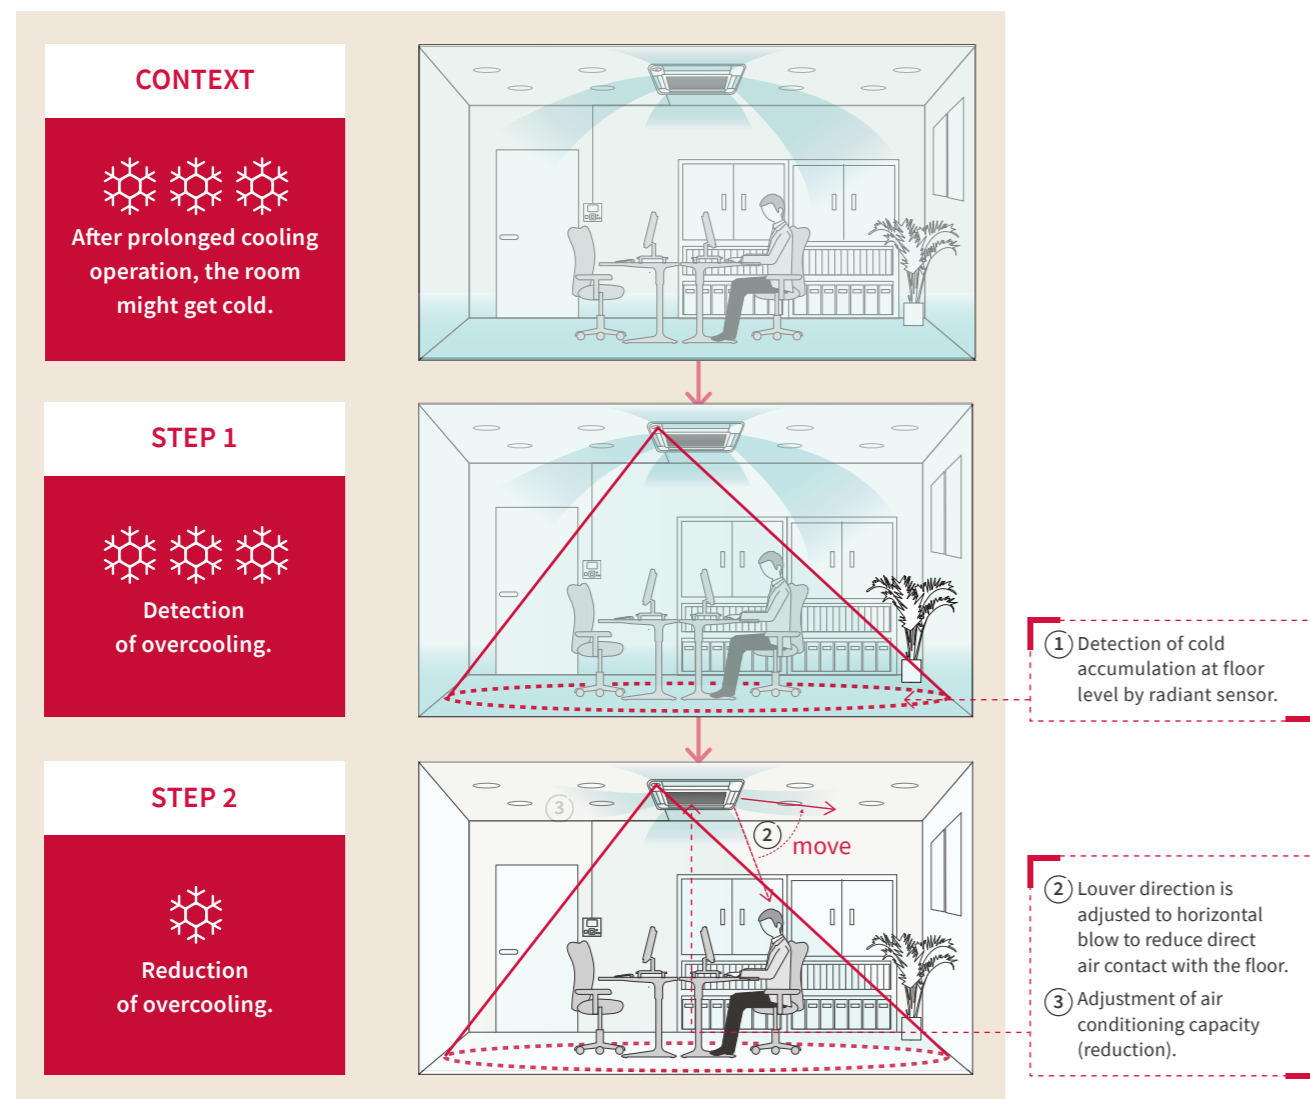 CONTEXT
After prolonged cooling
operation, the room
might get cold.
STEP 1
Detection
of overcooling.
1 Detection of cold
accumulation at floor
level by radiant sensor.
STEP 2
Reduction
of overcooling.
3
2
move
2 Louver direction is
adjusted to horizontal
blow to reduce direct
air contact with the floor.
3 Adjustment of air
conditioning capacity
(reduction).